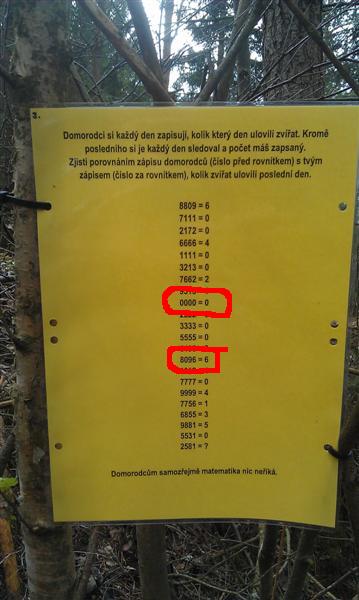 3.
Domorodci si každý den zapisují, kolik který den ulovili zvířat. Kromě
posledního si je každý den sledoval a počet máš zapsaný.
Zjisti porovnáním zápisu domorodců (číslo před rovnítkem) s tvým
zápisem (číslo za rovnítkem), kolik zvířat ulovili poslední den.
8809 = 6
7111 = 0
2172 = 0
6666 = 4
1111 = 0
3213 = 0
7662 = 2
0000 = 0
3333 = 0
5555 = 0
8096 = 6
7777 = 0
9999 = 4
7756 = 1
6855 = 3
9881 = 5
5531 = 0
2581 = ?
Domorodcům samozřejmě matematika nic neříká.